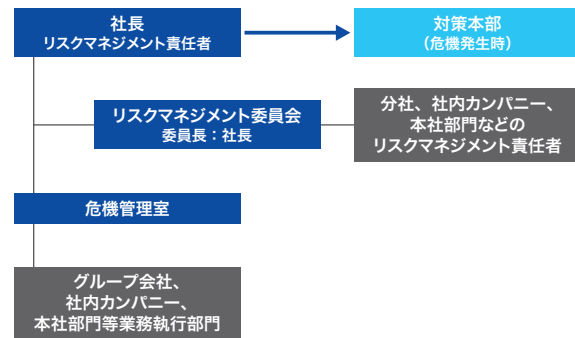 社長
リスクマネジメント責任者
対策本部
（危機発生時）
リスクマネジメント委員会
委員長：社長
分社、社内カンパニー、
本社部門などの
リスクマネジメント責任者
危機管理室
グループ会社、
社内カンパニー、
本社部門等業務執行部門